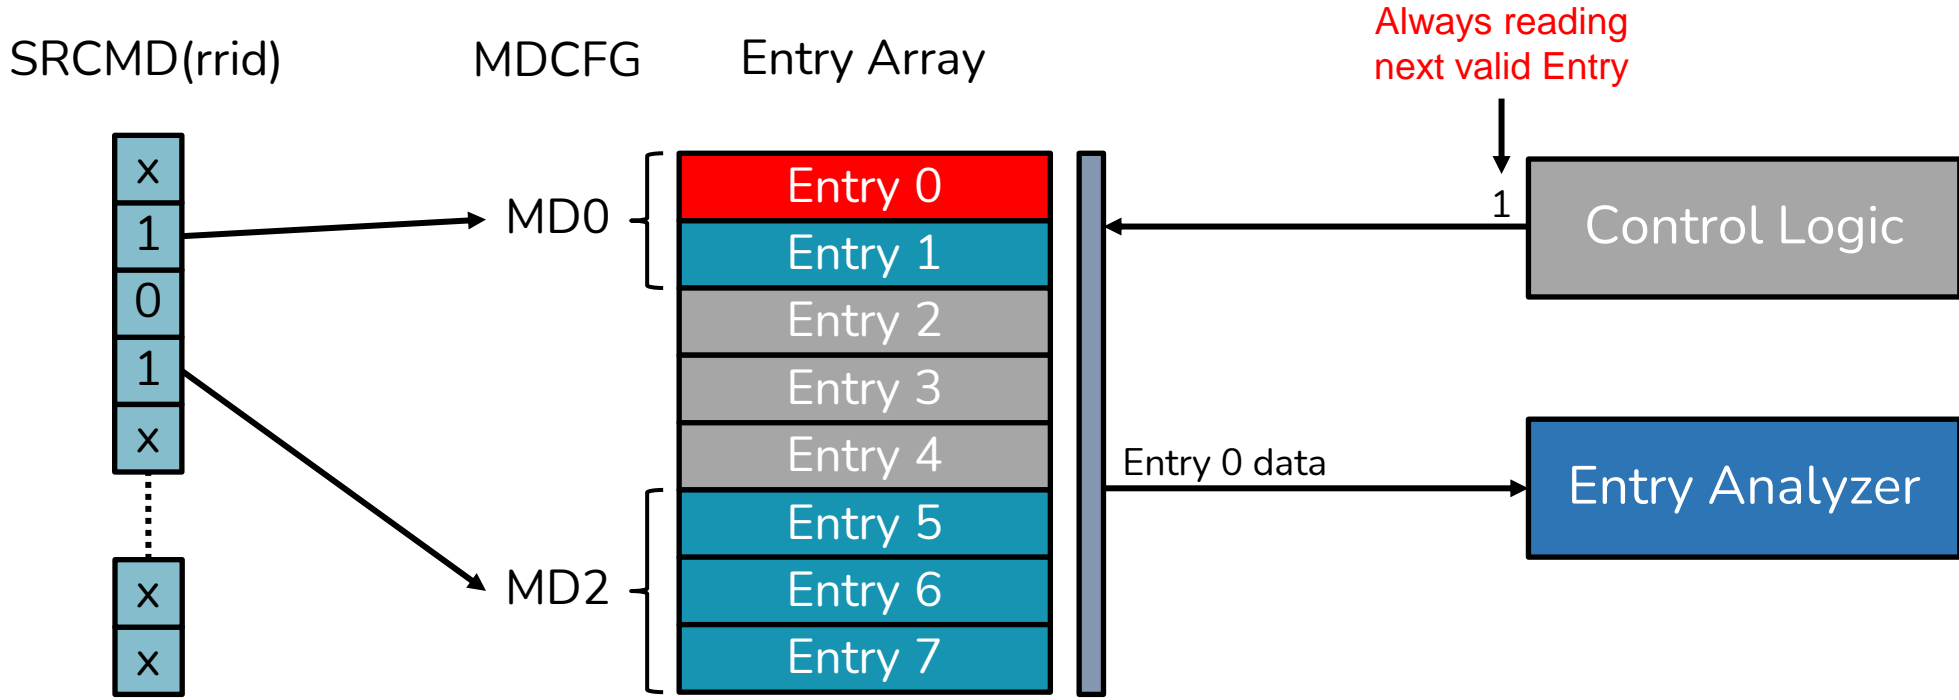 SRCMD(rrid)
MDCFG
Entry Array
Always reading
next valid Entry
x
1
0
1
x
x
x
MD0
MD2
Entry 0
Entry 1
Entry 2
Entry 3
Entry 4
Entry 5
Entry 6
Entry 7
1
Control Logic
Entry 0 data
Entry Analyzer